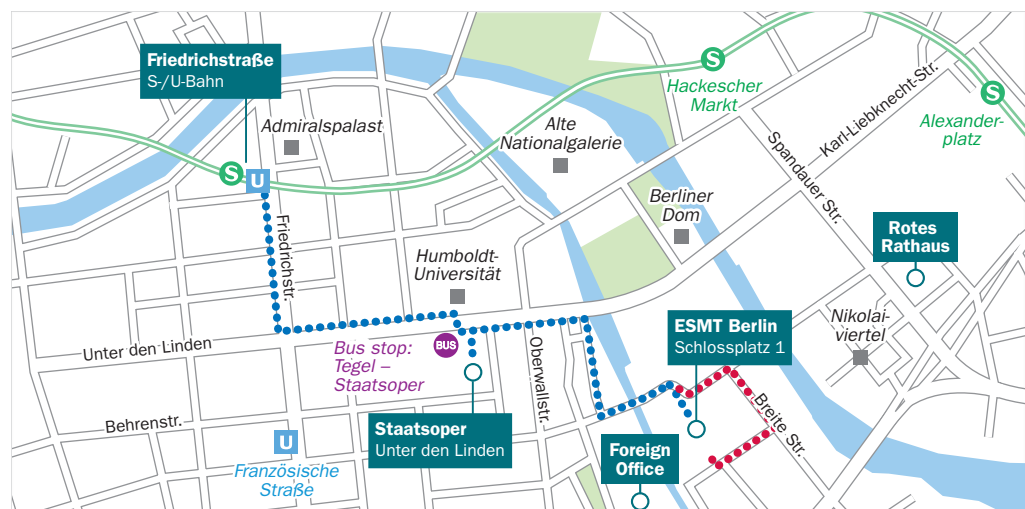 Friedrichstraße
S-/U-Bahn
S
Hackescher
Markt
S
Alexander-
platz
Karl-Liebknecht-Str.
Admiralspalast
Alte
Nationalgalerie
Spandauer Str.
S
U
Berliner
Dom
Rotes
Rathaus
Friedrichstr.
Humboldt-
Universität
Nikolai-
viertel
ESMT Berlin
Schlossplatz 1
Unter den Linden
Bus stop:
Tegel –
Staatsoper
BUS
Oberwallstr.
Behrenstr.
Staatsoper
Unter den Linden
Breite Str.
U
Französische
Straße
Foreign
Office